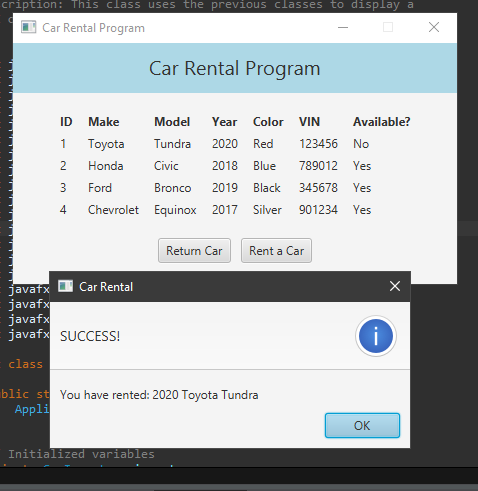 cription: This class uses the previous classes to display a
Car Rental Program
Car Rental Program
ID Make Model Year Color VIN Available?
1 Toyota Tundra 2020 Red 123456 No
2 Honda Civic 2018 Blue 789012 Yes
3 Ford Bronco 2019 Black 345678 Yes
4 Chevrolet Equinox 2017 Silver 901234 Yes
Return Car Rent a Car
javafx
Car Rental
javafx
javafx
javafx
SUCCESS!
class
You have rented: 2020 Toyota Tundra
ublic st
Appli
OK
Initialized variables